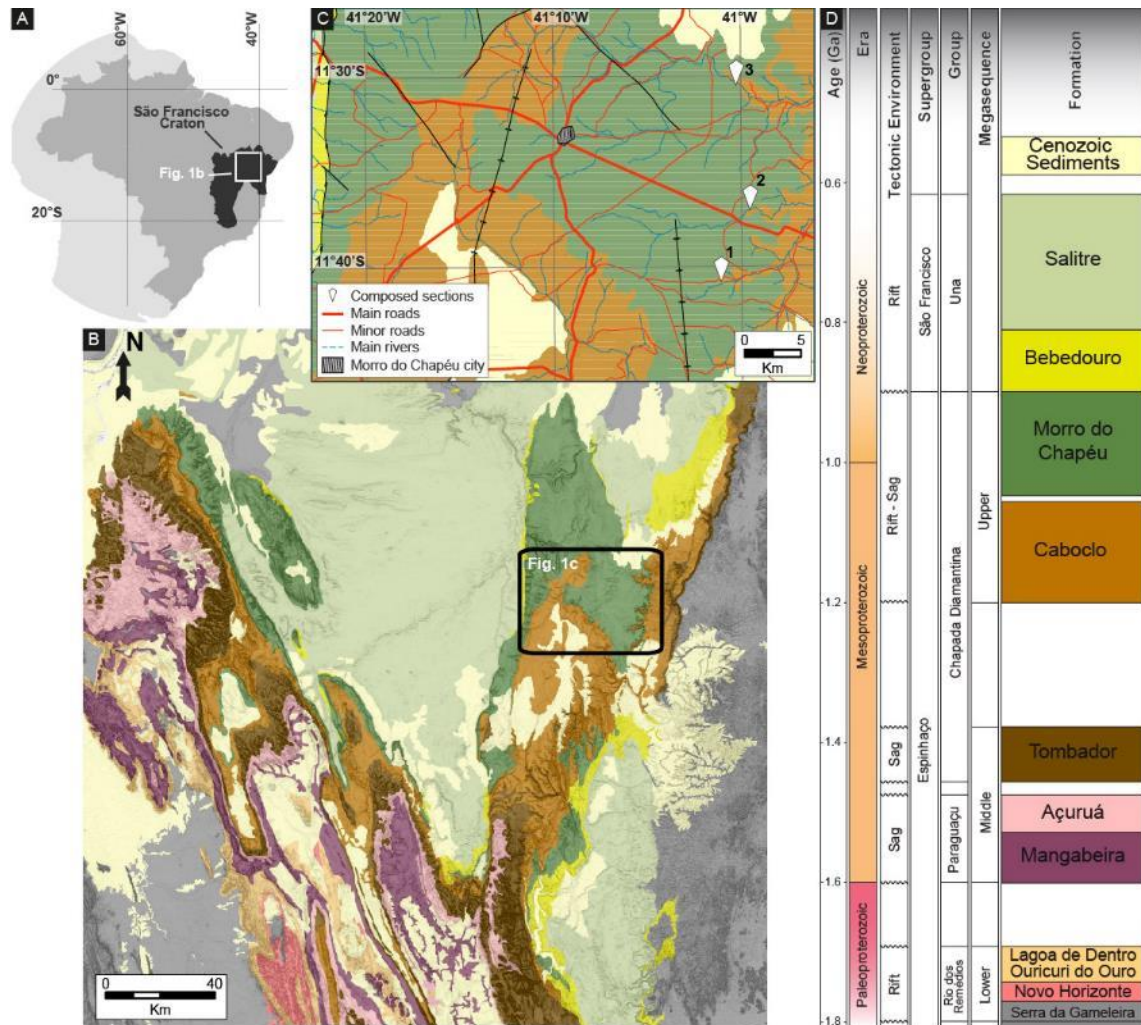 A
60°W
40°W
0°
São Francisco
Craton
Fig. 1b
20°S
C
41°20'W
41°10'W
41°W
11°30'S
3
2
11°40'S
1
Composed sections
Main roads
Minor roads
Main rivers
Morro do Chapéu city
0 5
Km
B
N
Fig. 1c
0 40
Km
D
Age (Ga)
Era
Tectonic Environment
Supergroup
Group
Megasequence
Formation
0.6
0.8
1.0
1.2
1.4
1.6
1.8
Neoproterozoic
Mesoproterozoic
Paleoproterozoic
Rift
Rift - Sag
Sag
Sag
Rift
São Francisco
Espinhaço
Una
Chapada Diamantina
Paraguaçu
Rio dos
Remédios
Upper
Middle
Lower
Cenozoic
Sediments
Salitre
Bebedouro
Morro do
Chapéu
Caboclo
Tombador
Açuruá
Mangabeira
Lagoa de Dentro
Ouricuri do Ouro
Novo Horizonte
Serra da Gameleira